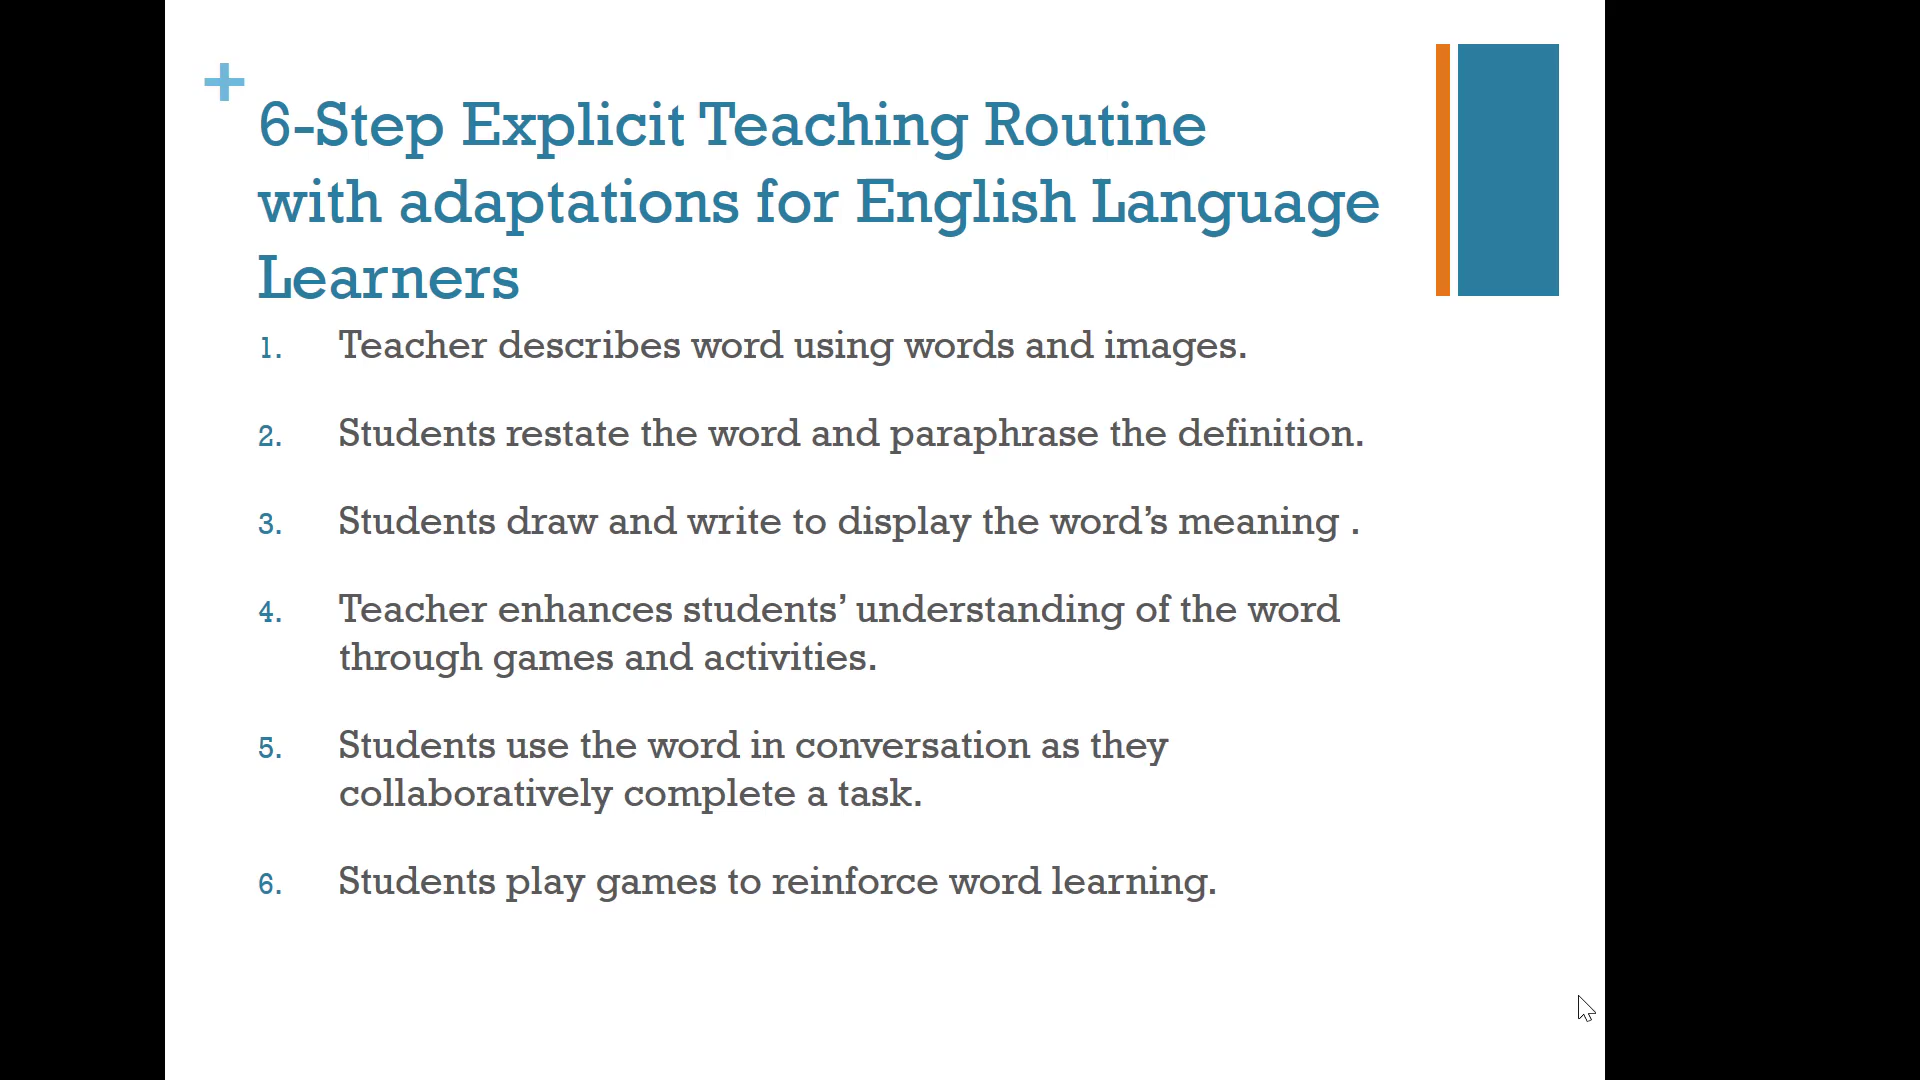 +
6-Step Explicit Teaching Routine
with adaptations for English Language
Learners
1. Teacher describes word using words and images.
2. Students restate the word and paraphrase the definition.
3. Students draw and write to display the word’s meaning .
4. Teacher enhances students’ understanding of the word
through games and activities.
5. Students use the word in conversation as they
collaboratively complete a task.
6. Students play games to reinforce word learning.